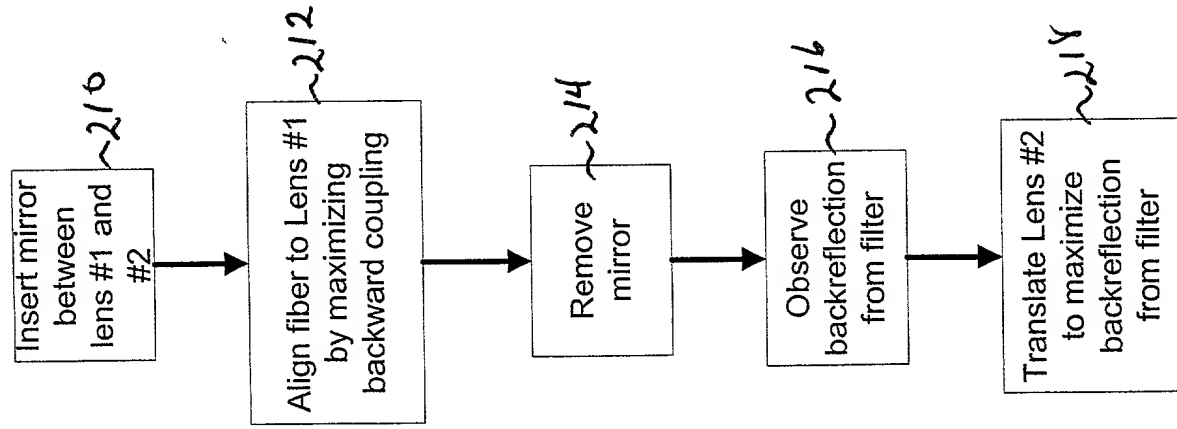 Insert mirror
between
lens #1 and
#2
~210
Align fiber to Lens #1
by maximizing
backward coupling
~212
Remove
mirror
~214
Observe
backreflection
from filter
~216
Translate Lens #2
to maximize
backreflection
from filter
~218